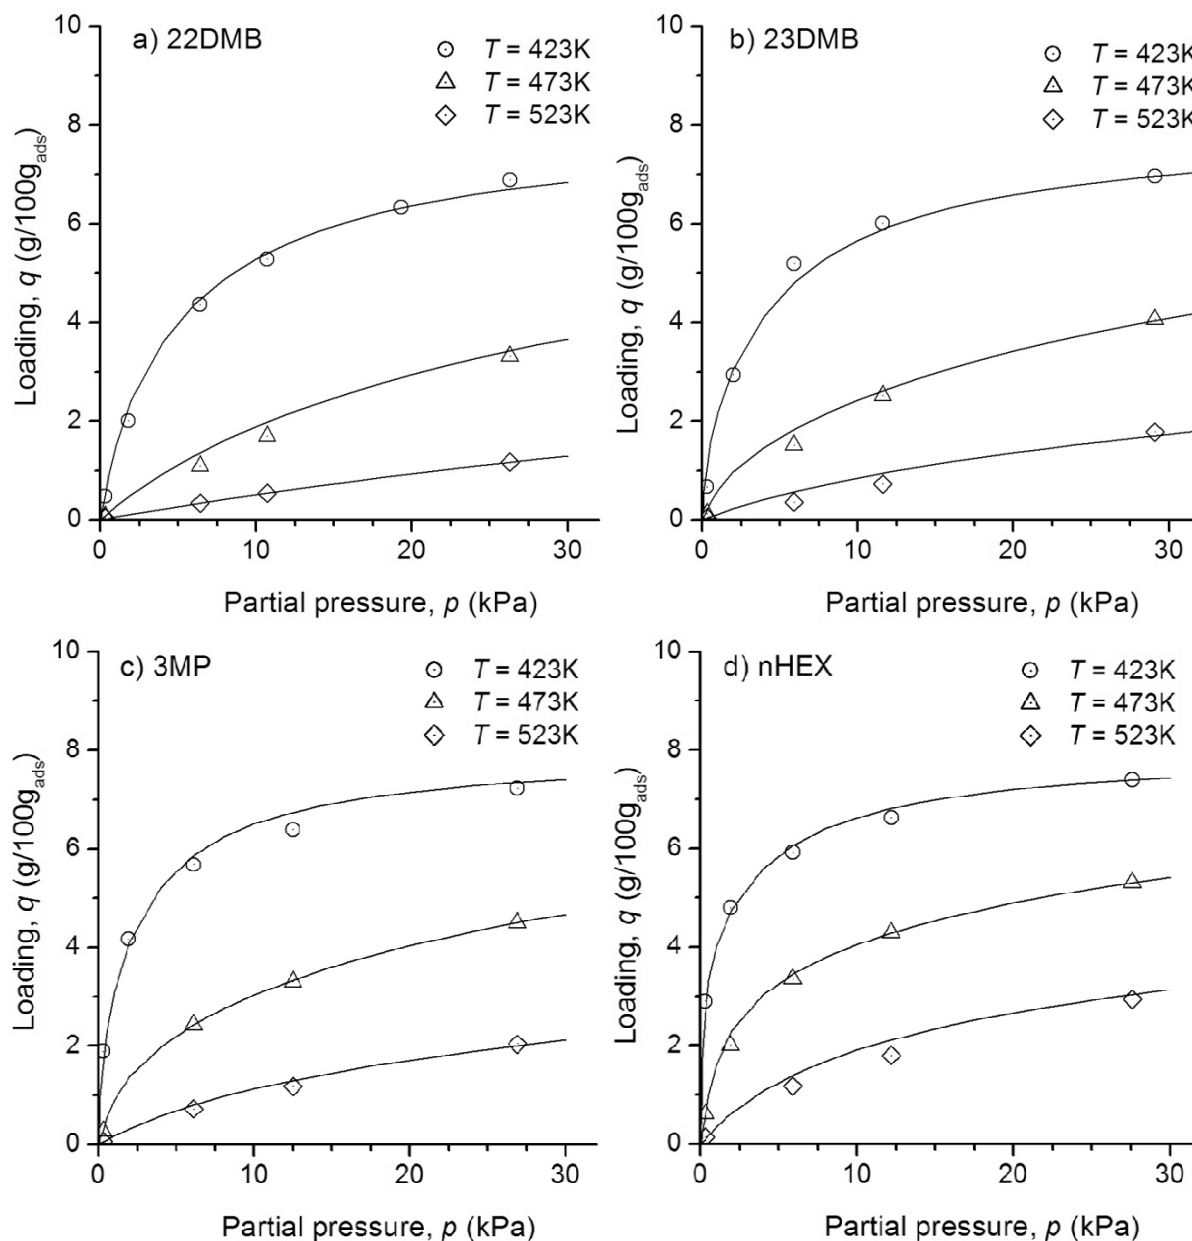 a) 22DMB
T = 423K
T = 473K
T = 523K
10
8
6
4
2
0
Loading, q (g/100g_ads)
0
10
20
30
Partial pressure, p (kPa)
b) 23DMB
T = 423K
T = 473K
T = 523K
10
8
6
4
2
0
Loading, q (g/100g_ads)
0
10
20
30
Partial pressure, p (kPa)
c) 3MP
T = 423K
T = 473K
T = 523K
10
8
6
4
2
0
Loading, q (g/100g_ads)
0
10
20
30
Partial pressure, p (kPa)
d) nHEX
T = 423K
T = 473K
T = 523K
10
8
6
4
2
0
Loading, q (g/100g_ads)
0
10
20
30
Partial pressure, p (kPa)